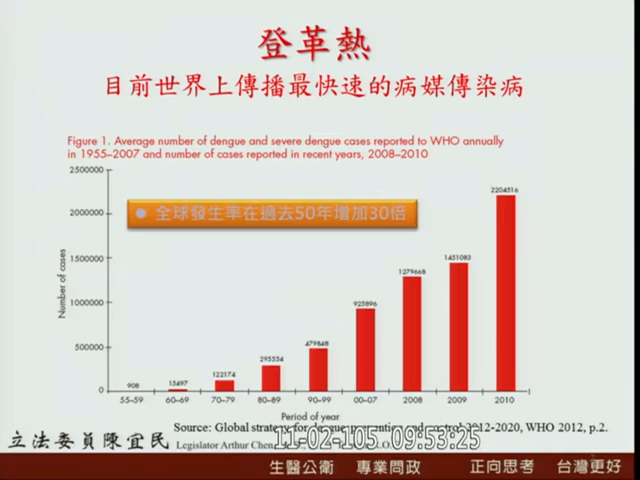 登革熱
目前世界上傳播最快速的病媒傳染病
Figure 1. Average number of dengue and severe dengue cases reported to WHO annually
in 1955–2007 and number of cases reported in recent years, 2008–2010
2500000
2204516
全球發生率在過去50年增加30倍
2000000
1500000
1451083
1279668
Number of cases
1000000
925896
500000
479848
295554
122174
15497
908
0
55–59 60–69 70–79 80–89 90–99 00–07 2008 2009 2010
Period of year
Source: Global strategy for dengue prevention and control 2012-2020, WHO 2012, p.2.
立法委員陳宜民
Legislator Arthur Chen
11-02-105 09:53:25
生醫公衛 專業問政 正向思考 台灣更好